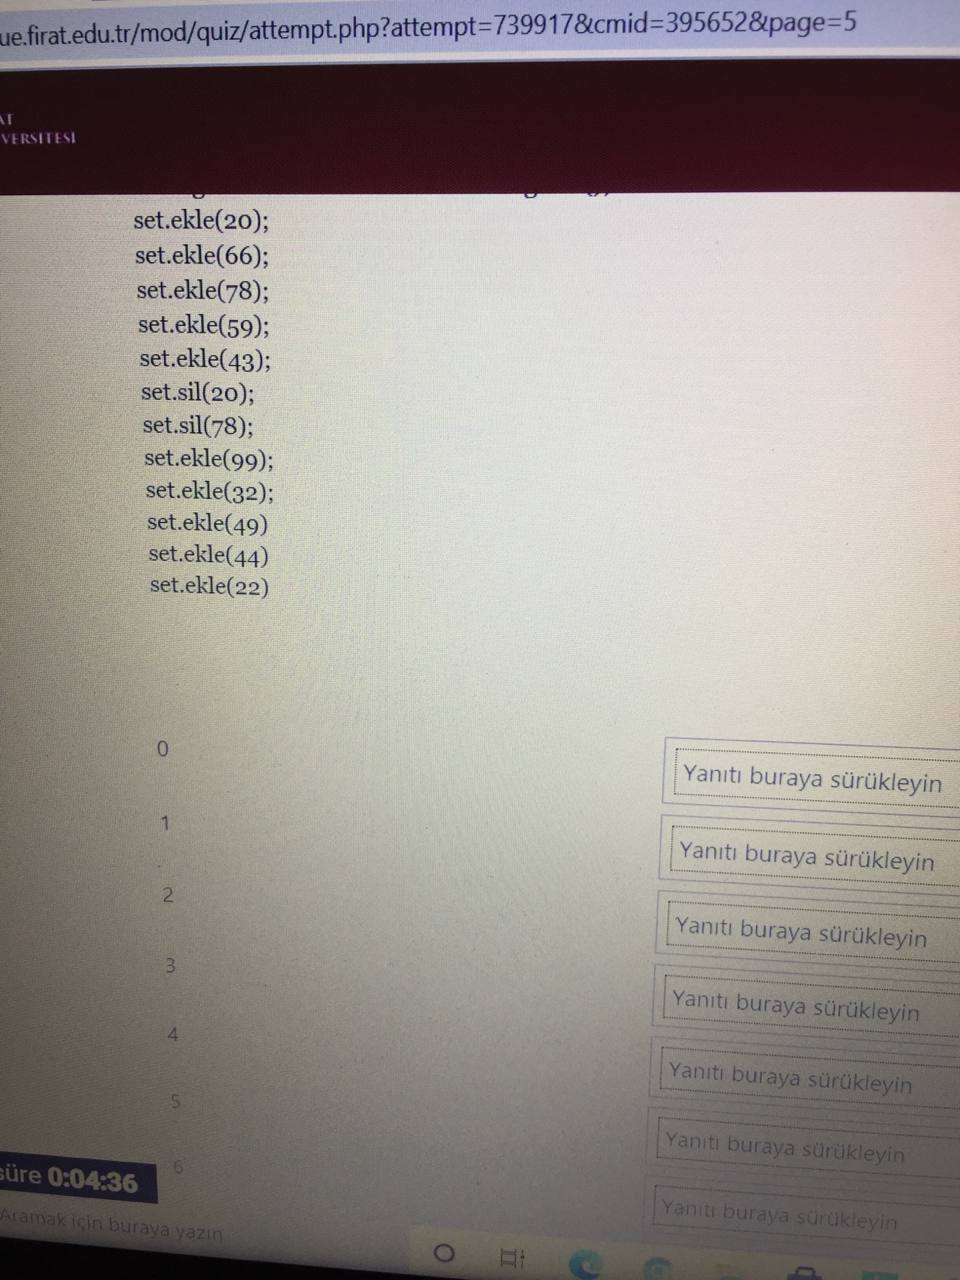 ue.firat.edu.tr/mod/quiz/attempt.php?attempt=739917&cmid=395652&page=5
VERSITESI
set.ekle(20);
set.ekle(66);
set.ekle(78);
set.ekle(59);
set.ekle(43);
set.sil(20);
set.sil(78);
set.ekle(99);
set.ekle(32);
set.ekle(49)
set.ekle(44)
set.ekle(22)
0 Yanıtı buraya sürükleyin
1 Yanıtı buraya sürükleyin
2 Yanıtı buraya sürükleyin
3 Yanıtı buraya sürükleyin
4 Yanıtı buraya sürükleyin
5 Yanıtı buraya sürükleyin
6 Yanıtı buraya sürükleyin
süre 0:04:36
Aramak için buraya yazın